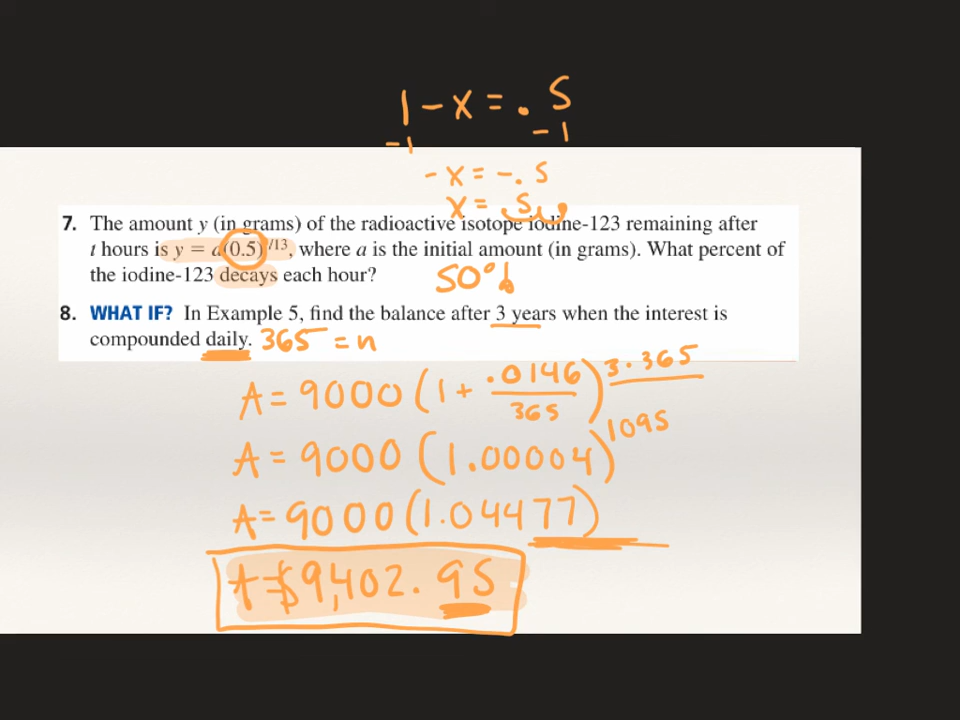 1 - x = . 5
-1 -1
- x = - . 5
x = . 5
7. The amount y (in grams) of the radioactive isotope iodine-123 remaining after
t hours is y = a(0.5)^t/13, where a is the initial amount (in grams). What percent of
the iodine-123 decays each hour?
50%
8. WHAT IF? In Example 5, find the balance after 3 years when the interest is
compounded daily. 365 = n
A = 9000 (1 + .0146/365)^3·365
A = 9000 (1.00004)^1095
A = 9000 (1.04477)
A = $9,402.95